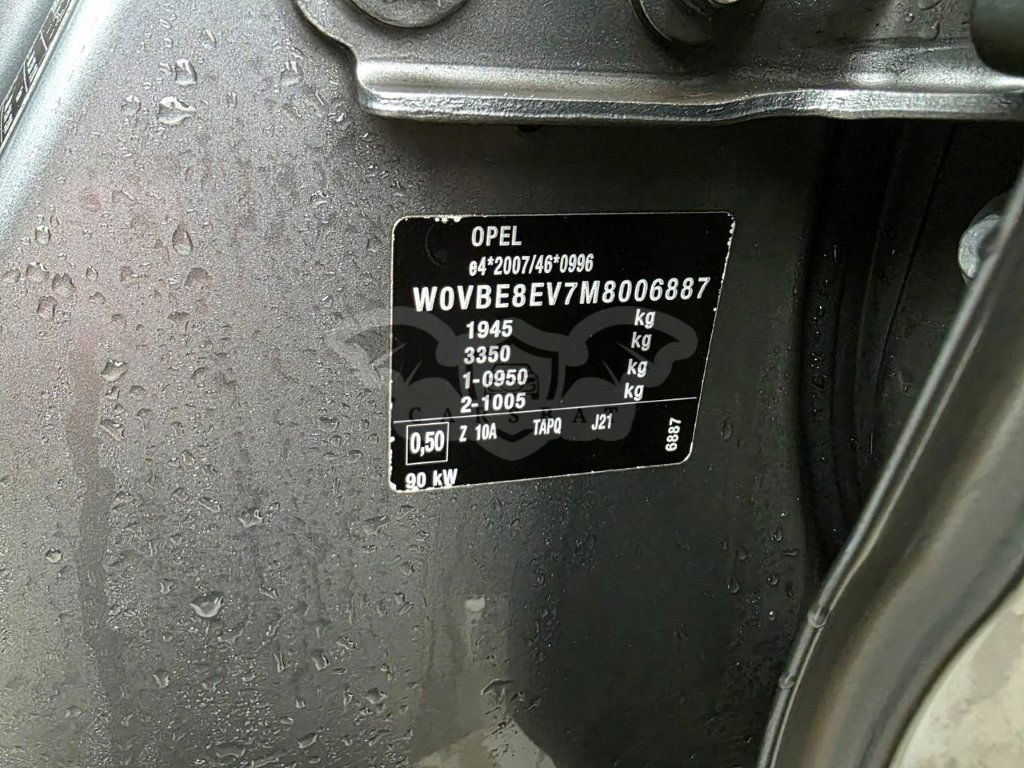 OPEL
e4*2007/46*0996
W0VBE8EV7M8006887
1945 kg
3350 kg
1-0950 kg
2-1005 kg
0,50 Z 10A TAPQ J21
6887
90 kW
CARSBAT